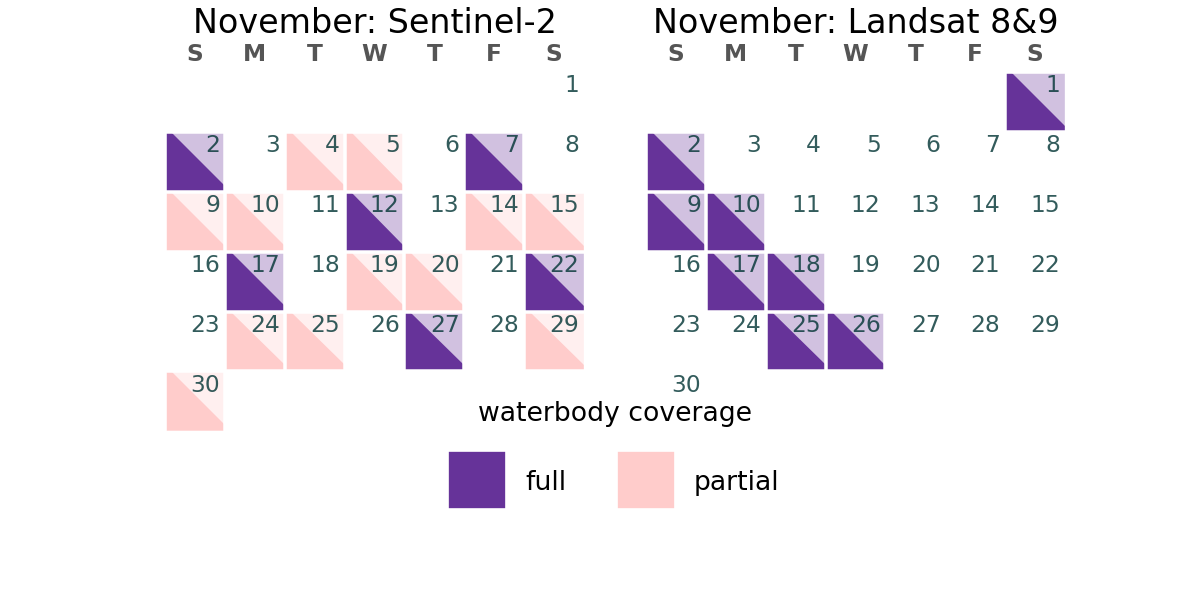 November: Sentinel-2
S M T W T F S
1
2 3 4 5 6 7 8
9 10 11 12 13 14 15
16 17 18 19 20 21 22
23 24 25 26 27 28 29
30
November: Landsat 8&9
S M T W T F S
1
2 3 4 5 6 7 8
9 10 11 12 13 14 15
16 17 18 19 20 21 22
23 24 25 26 27 28 29
30
waterbody coverage
full partial